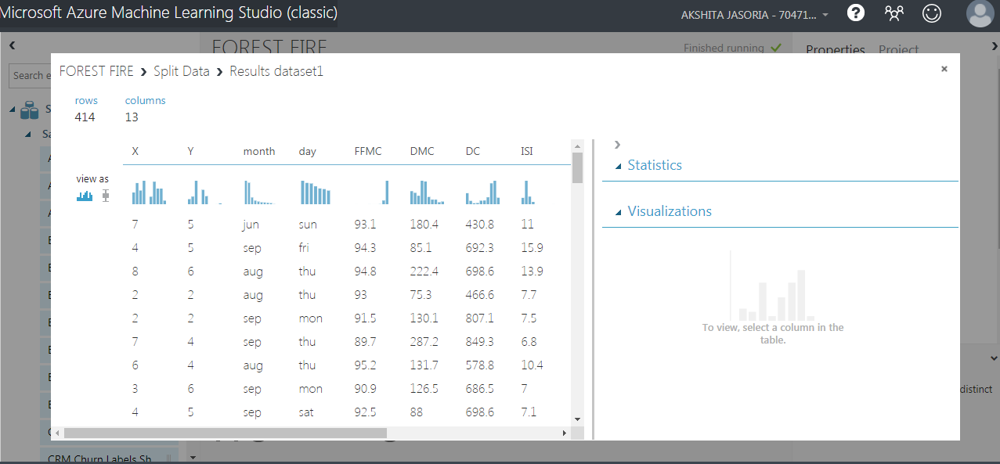 Microsoft Azure Machine Learning Studio (classic)
AKSHITA JASORIA - 70471...
FOREST FIRE
Finished running
Properties Project
Search e
FOREST FIRE > Split Data > Results dataset1
rows columns
414 13
view as
X Y month day FFMC DMC DC ISI
7 5 jun sun 93.1 180.4 430.8 11
4 5 sep fri 94.3 85.1 692.3 15.9
8 6 aug thu 94.8 222.4 698.6 13.9
2 2 aug thu 93 75.3 466.6 7.7
2 2 sep mon 91.5 130.1 807.1 7.5
7 4 sep thu 89.7 287.2 849.3 6.8
6 4 aug thu 95.2 131.7 578.8 10.4
3 6 sep mon 90.9 126.5 686.5 7
4 5 sep sat 92.5 88 698.6 7.1
Statistics
Visualizations
To view, select a column in the
table.
distinct
CRM Churn Labels Sh